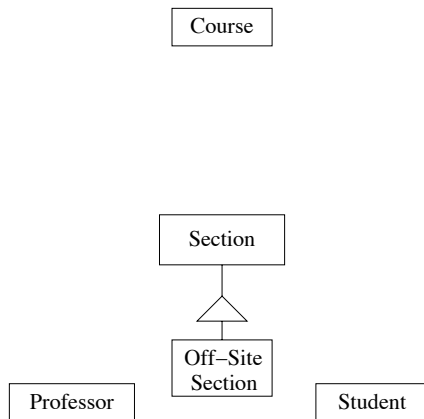 Course
Section
Off–Site
Section
Professor
Student